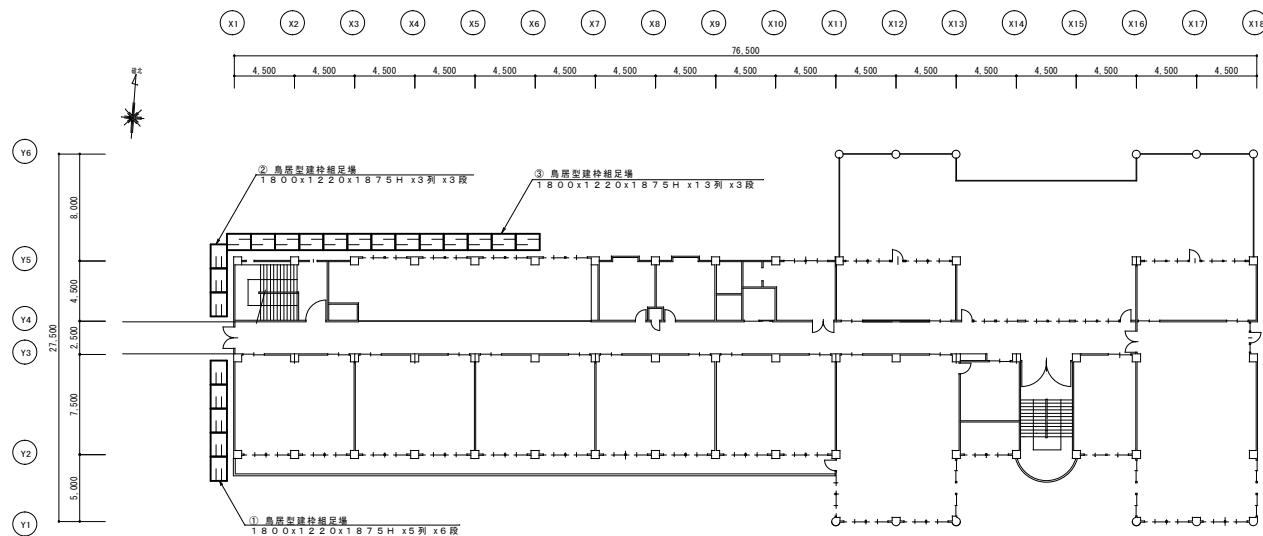 X1 X2 X3 X4 X5 X6 X7 X8 X9 X10 X11 X12 X13 X14 X15 X16 X17 X18
76,500
4,500 4,500 4,500 4,500 4,500 4,500 4,500 4,500 4,500 4,500 4,500 4,500 4,500 4,500 4,500 4,500 4,500
磁北
Y6
② 鳥居型建枠組足場
1800x1220x1875H x3列 x3段
③ 鳥居型建枠組足場
1800x1220x1875H x13列 x3段
8,000
Y5
4,500
Y4
27,500
2,500
Y3
7,500
Y2
5,000
Y1
① 鳥居型建枠組足場
1800x1220x1875H x5列 x6段